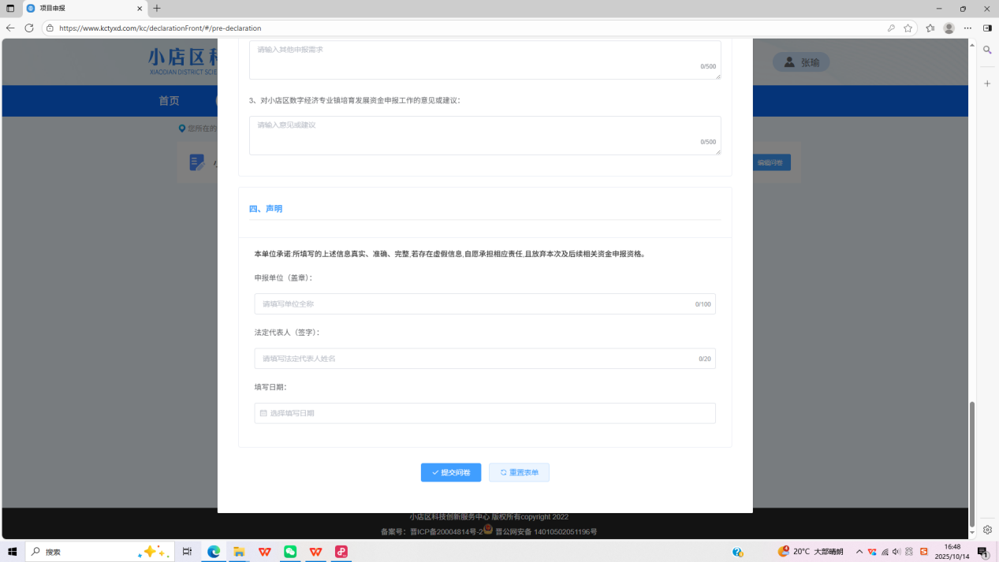 项目申报
https://www.kctyxd.com/kc/declarationFront/#/pre-declaration
小店区科
XIAODIAN DISTRICT SCIE
张瑜
首页
您所在的
编辑问卷
请输入其他申报需求
0/500
3、对小店区数字经济专业镇培育发展资金申报工作的意见或建议：
请输入意见或建议
0/500
四、声明
本单位承诺:所填写的上述信息真实、准确、完整,若存在虚假信息,自愿承担相应责任,且放弃本次及后续相关资金申报资格。
申报单位（盖章）：
请填写单位全称
0/100
法定代表人（签字）：
请填写法定代表人姓名
0/20
填写日期：
选择填写日期
提交问卷
重置表单
小店区科技创新服务中心 版权所有copyright 2022
备案号：晋ICP备20004814号-2 晋公网安备 14010502051196号
搜索
20°C 大部晴朗
英
16:48
2025/10/14